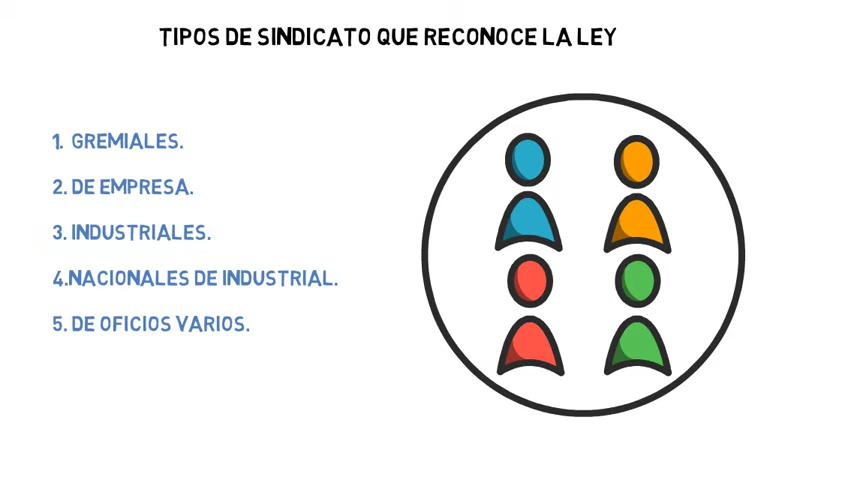 TIPOS DE SINDICATO QUE RECONOCE LA LEY
1. GREMIALES.
2. DE EMPRESA.
3. INDUSTRIALES.
4.NACIONALES DE INDUSTRIAL.
5. DE OFICIOS VARIOS.